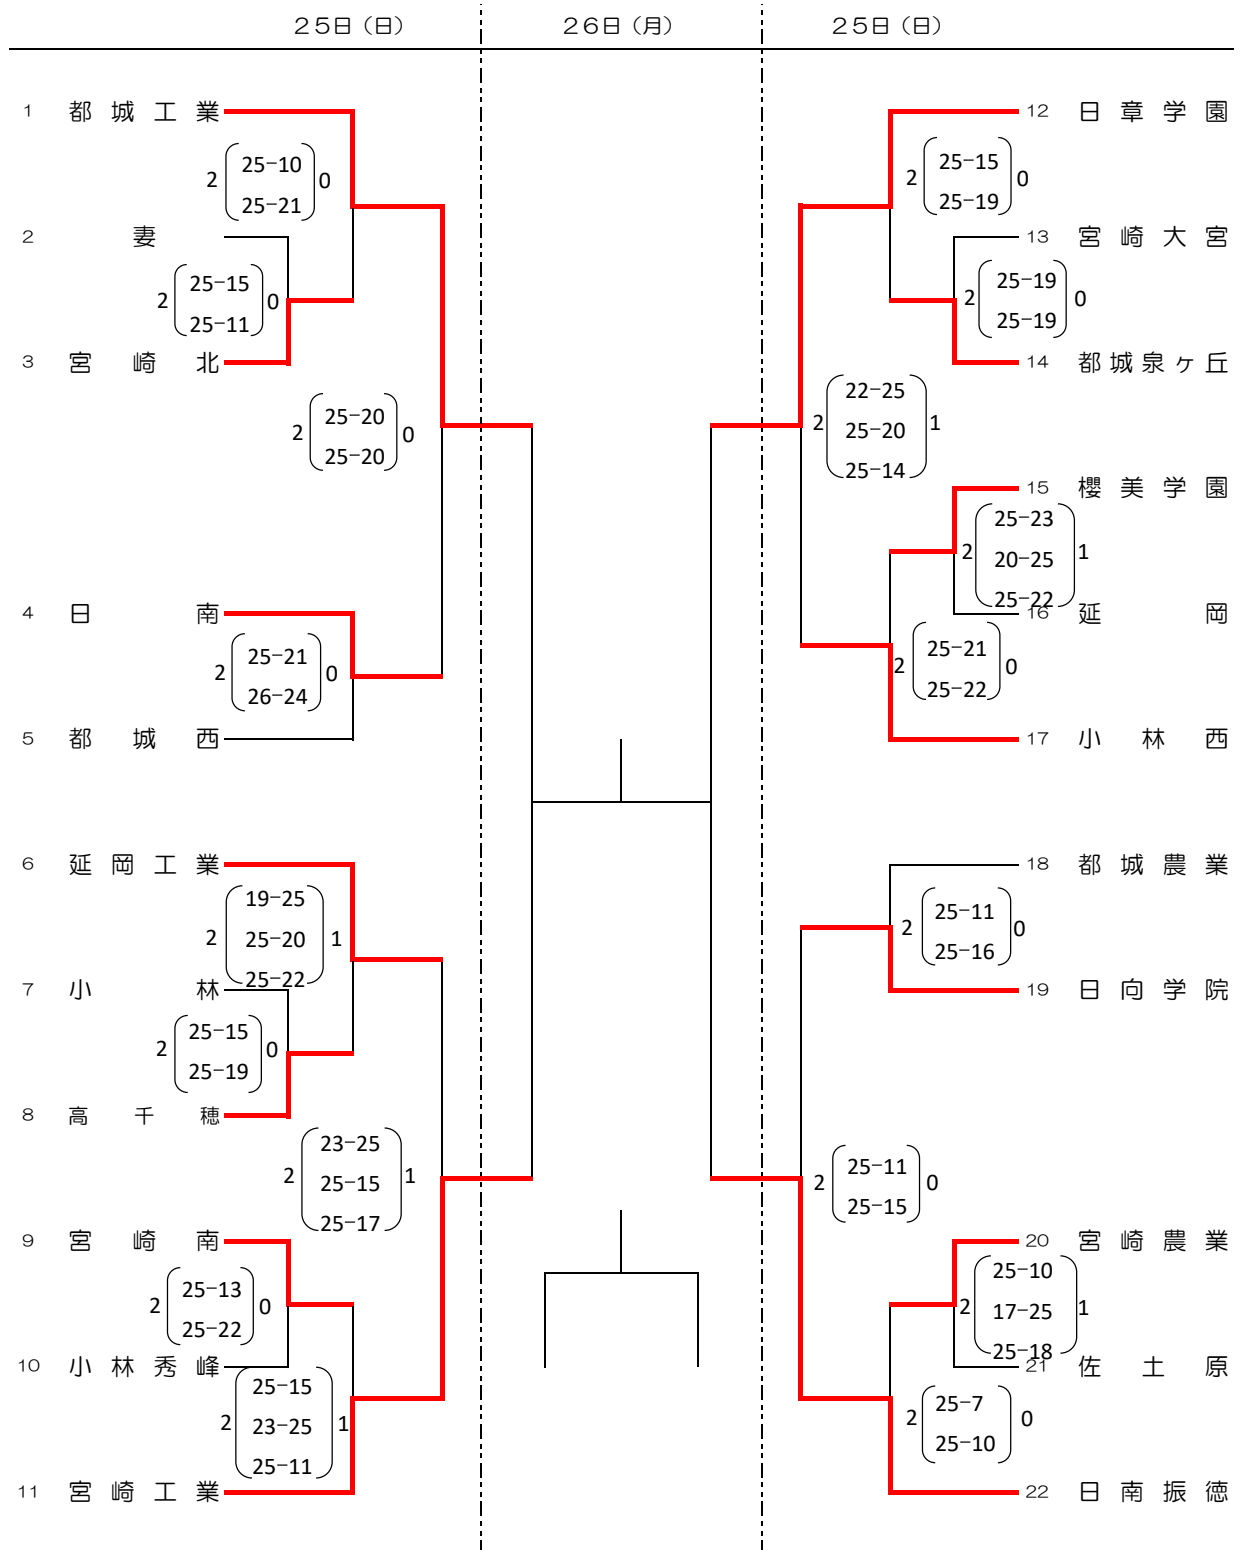 25日（日） 26日（月） 25日（日）
1 都城工業
2 25-10 0
25-21
2 妻
2 25-15 0
25-11
3 宮崎北
2 25-20 0
25-20
4 日南
2 25-21 0
26-24
5 都城西
6 延岡工業
19-25
2 25-20 1
25-22
7 小林
2 25-15 0
25-19
8 高千穂
23-25
2 25-15 1
25-17
9 宮崎南
2 25-13 0
25-22
10 小林秀峰
25-15
2 23-25 1
25-11
11 宮崎工業
12 日章学園
2 25-15 0
25-19
13 宮崎大宮
2 25-19 0
25-19
14 都城泉ヶ丘
22-25
2 25-20 1
25-14
15 櫻美学園
25-23
2 20-25 1
25-22
16 延岡
2 25-21 0
25-22
17 小林西
18 都城農業
2 25-11 0
25-16
19 日向学院
2 25-11 0
25-15
20 宮崎農業
25-10
2 17-25 1
25-18
21 佐土原
2 25-7 0
25-10
22 日南振徳